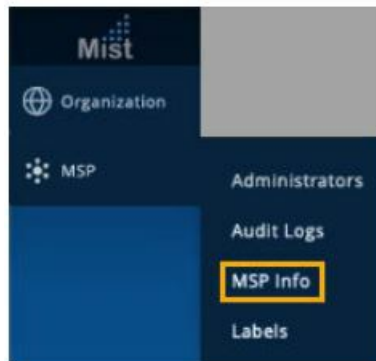 Mist
Organization
MSP
Administrators
Audit Logs
MSP Info
Labels